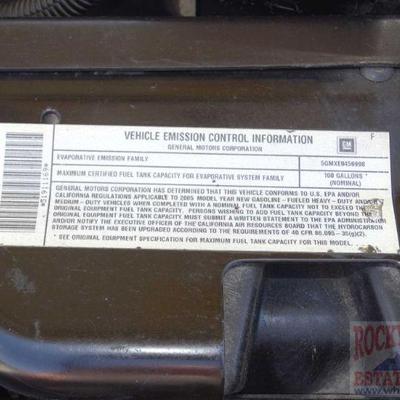 VEHICLE EMISSION CONTROL INFORMATION
GENERAL MOTORS CORPORATION
GM
F
EVAPORATIVE EMISSION FAMILY
5GMXE0456998
MAXIMUM CERTIFIED FUEL TANK CAPACITY FOR EVAPORATIVE SYSTEM FAMILY
100 GALLONS *
(NOMINAL)
GENERAL MOTORS CORPORATION HAS DETERMINED THAT THIS VEHICLE CONFORMS TO U.S. EPA AND/OR
CALIFORNIA REGULATIONS APPLICABLE TO 2005 MODEL YEAR NEW GASOLINE - FUELED HEAVY - DUTY AND/OR
MEDIUM - DUTY VEHICLES WHEN COMPLETED WITH A NOMINAL FUEL TANK CAPACITY NOT TO EXCEED THE
ORIGINAL EQUIPMENT FUEL TANK CAPACITY. PERSONS WISHING TO ADD FUEL TANK CAPACITY BEYOND THE
ORIGINAL EQUIPMENT MAXIMUM MUST SUBMIT A WRITTEN STATEMENT TO THE EPA ADMINISTRATOR
AND/OR NOTIFY THE EXECUTIVE OFFICER OF THE CALIFORNIA AIR RESOURCES BOARD THAT THE HYDROCARBON
STORAGE SYSTEM HAS BEEN UPGRADED ACCORDING TO THE REQUIREMENTS OF 40 CFR 86.095-35(g)(2).
* SEE ORIGINAL EQUIPMENT SPECIFICATION FOR MAXIMUM FUEL TANK CAPACITY FOR THIS MODEL.
*5911169*
ROCKY
ESTATE